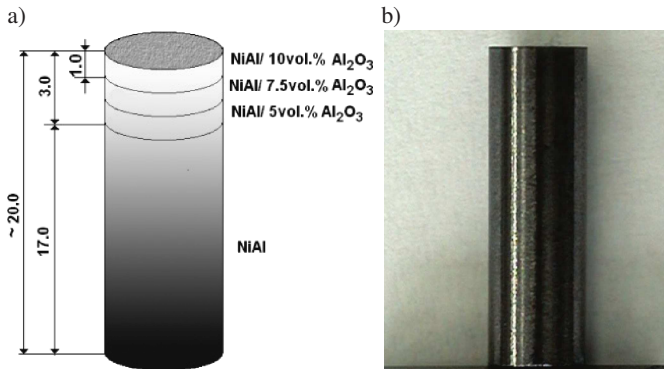 a)
b)
NiAl/ 10vol.% Al₂O₃
NiAl/ 7.5vol.% Al₂O₃
NiAl/ 5vol.% Al₂O₃
1.0
3.0
~ 20.0
17.0
NiAl